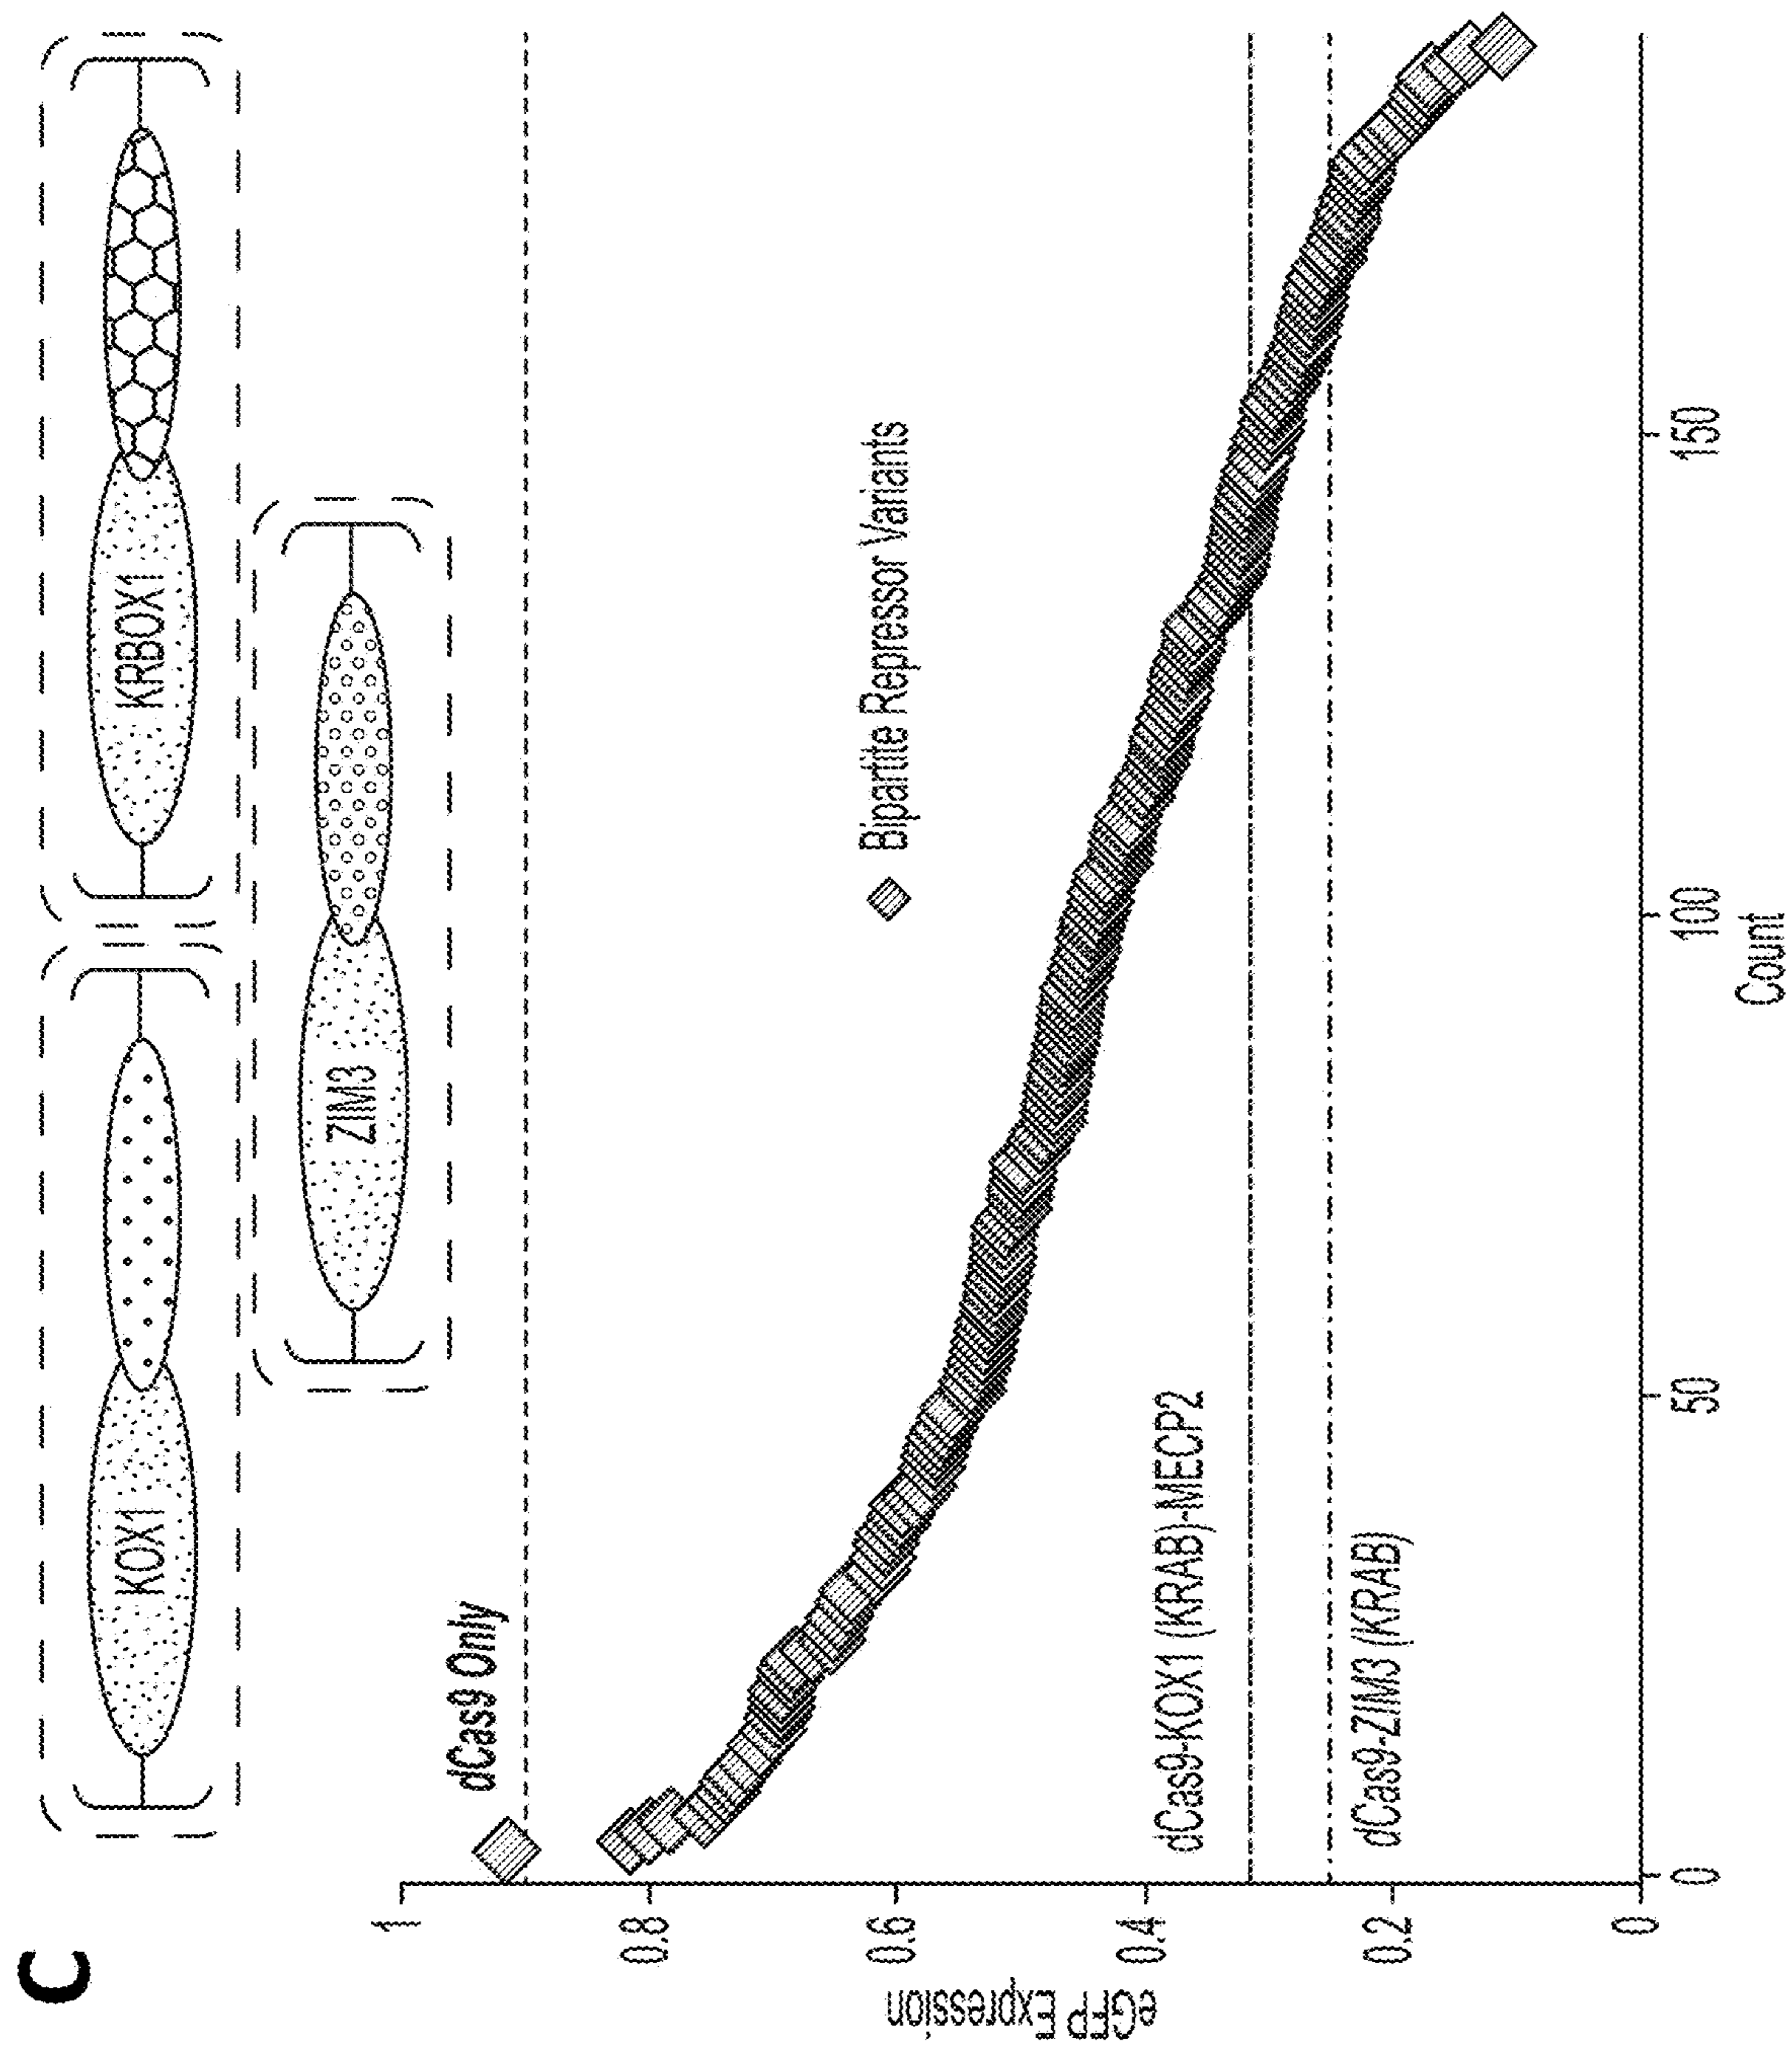 C
KOX1
KRBOX1
ZIM3
dCas9 Only
Bipartite Repressor Variants
dCas9-KOX1 (KRAB)-MECP2
dCas9-ZIM3 (KRAB)
eGFP Expression
1
0.8
0.6
0.4
0.2
0
0
50
100
150
Count